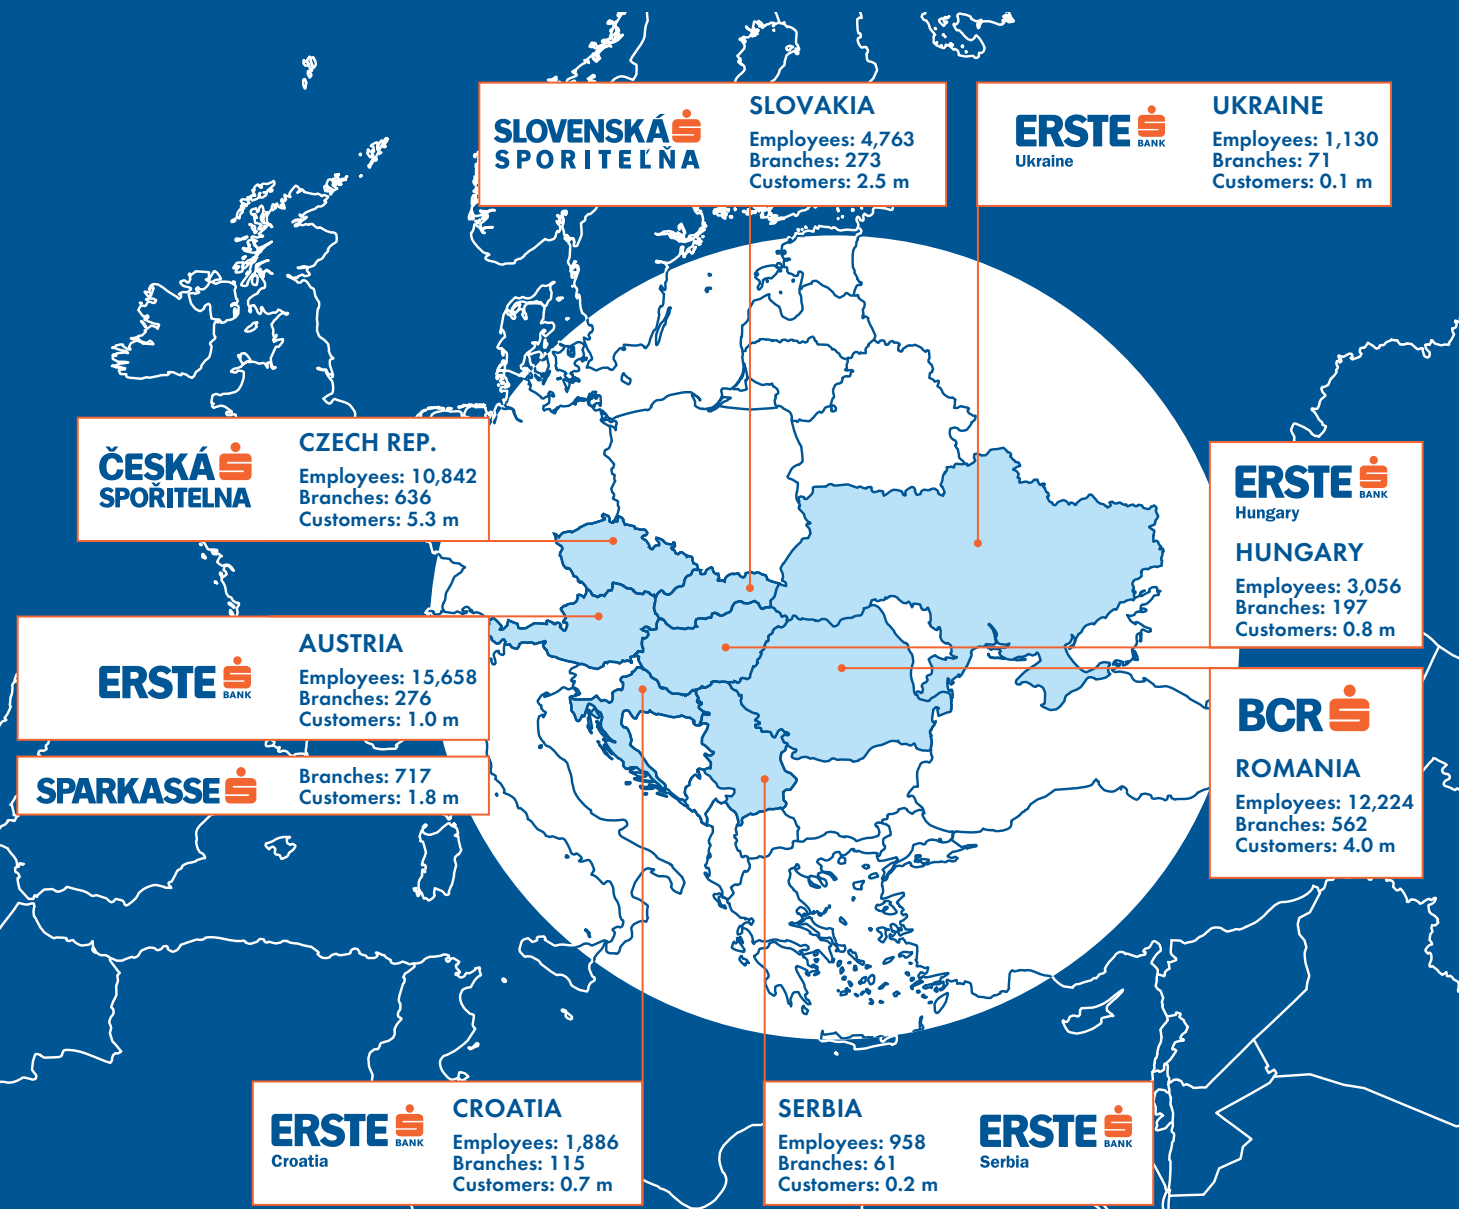 SLOVENSKÁ
SPORITEĽŇA
SLOVAKIA
Employees: 4,763
Branches: 273
Customers: 2.5 m
ERSTE
BANK
Ukraine
UKRAINE
Employees: 1,130
Branches: 71
Customers: 0.1 m
ČESKÁ
SPOŘITELNA
CZECH REP.
Employees: 10,842
Branches: 636
Customers: 5.3 m
ERSTE
BANK
Hungary
HUNGARY
Employees: 3,056
Branches: 197
Customers: 0.8 m
ERSTE
BANK
AUSTRIA
Employees: 15,658
Branches: 276
Customers: 1.0 m
SPARKASSE
Branches: 717
Customers: 1.8 m
BCR
ROMANIA
Employees: 12,224
Branches: 562
Customers: 4.0 m
ERSTE
BANK
Croatia
CROATIA
Employees: 1,886
Branches: 115
Customers: 0.7 m
SERBIA
Employees: 958
Branches: 61
Customers: 0.2 m
ERSTE
BANK
Serbia